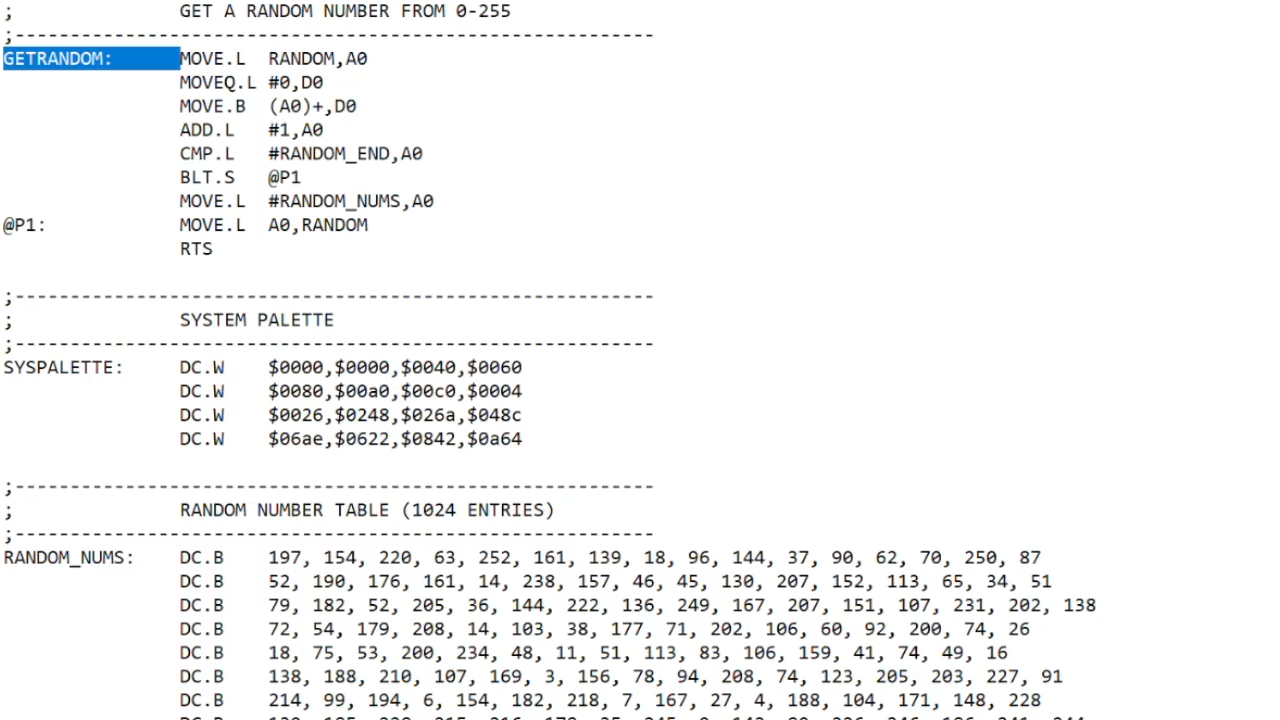 ; GET A RANDOM NUMBER FROM 0-255
;----------------------------------------------------------
GETRANDOM: MOVE.L RANDOM,A0
MOVEQ.L #0,D0
MOVE.B (A0)+,D0
ADD.L #1,A0
CMP.L #RANDOM_END,A0
BLT.S @P1
MOVE.L #RANDOM_NUMS,A0
@P1: MOVE.L A0,RANDOM
RTS
;----------------------------------------------------------
; SYSTEM PALETTE
;----------------------------------------------------------
SYSPALETTE: DC.W $0000,$0000,$0040,$0060
DC.W $0080,$00a0,$00c0,$0004
DC.W $0026,$0248,$026a,$048c
DC.W $06ae,$0622,$0842,$0a64
;----------------------------------------------------------
; RANDOM NUMBER TABLE (1024 ENTRIES)
;----------------------------------------------------------
RANDOM_NUMS: DC.B 197, 154, 220, 63, 252, 161, 139, 18, 96, 144, 37, 90, 62, 70, 250, 87
DC.B 52, 190, 176, 161, 14, 238, 157, 46, 45, 130, 207, 152, 113, 65, 34, 51
DC.B 79, 182, 52, 205, 36, 144, 222, 136, 249, 167, 207, 151, 107, 231, 202, 138
DC.B 72, 54, 179, 208, 14, 103, 38, 177, 71, 202, 106, 60, 92, 200, 74, 26
DC.B 18, 75, 53, 200, 234, 48, 11, 51, 113, 83, 106, 159, 41, 74, 49, 16
DC.B 138, 188, 210, 107, 169, 3, 156, 78, 94, 208, 74, 123, 205, 203, 227, 91
DC.B 214, 99, 194, 6, 154, 182, 218, 7, 167, 27, 4, 188, 104, 171, 148, 228
DC.B